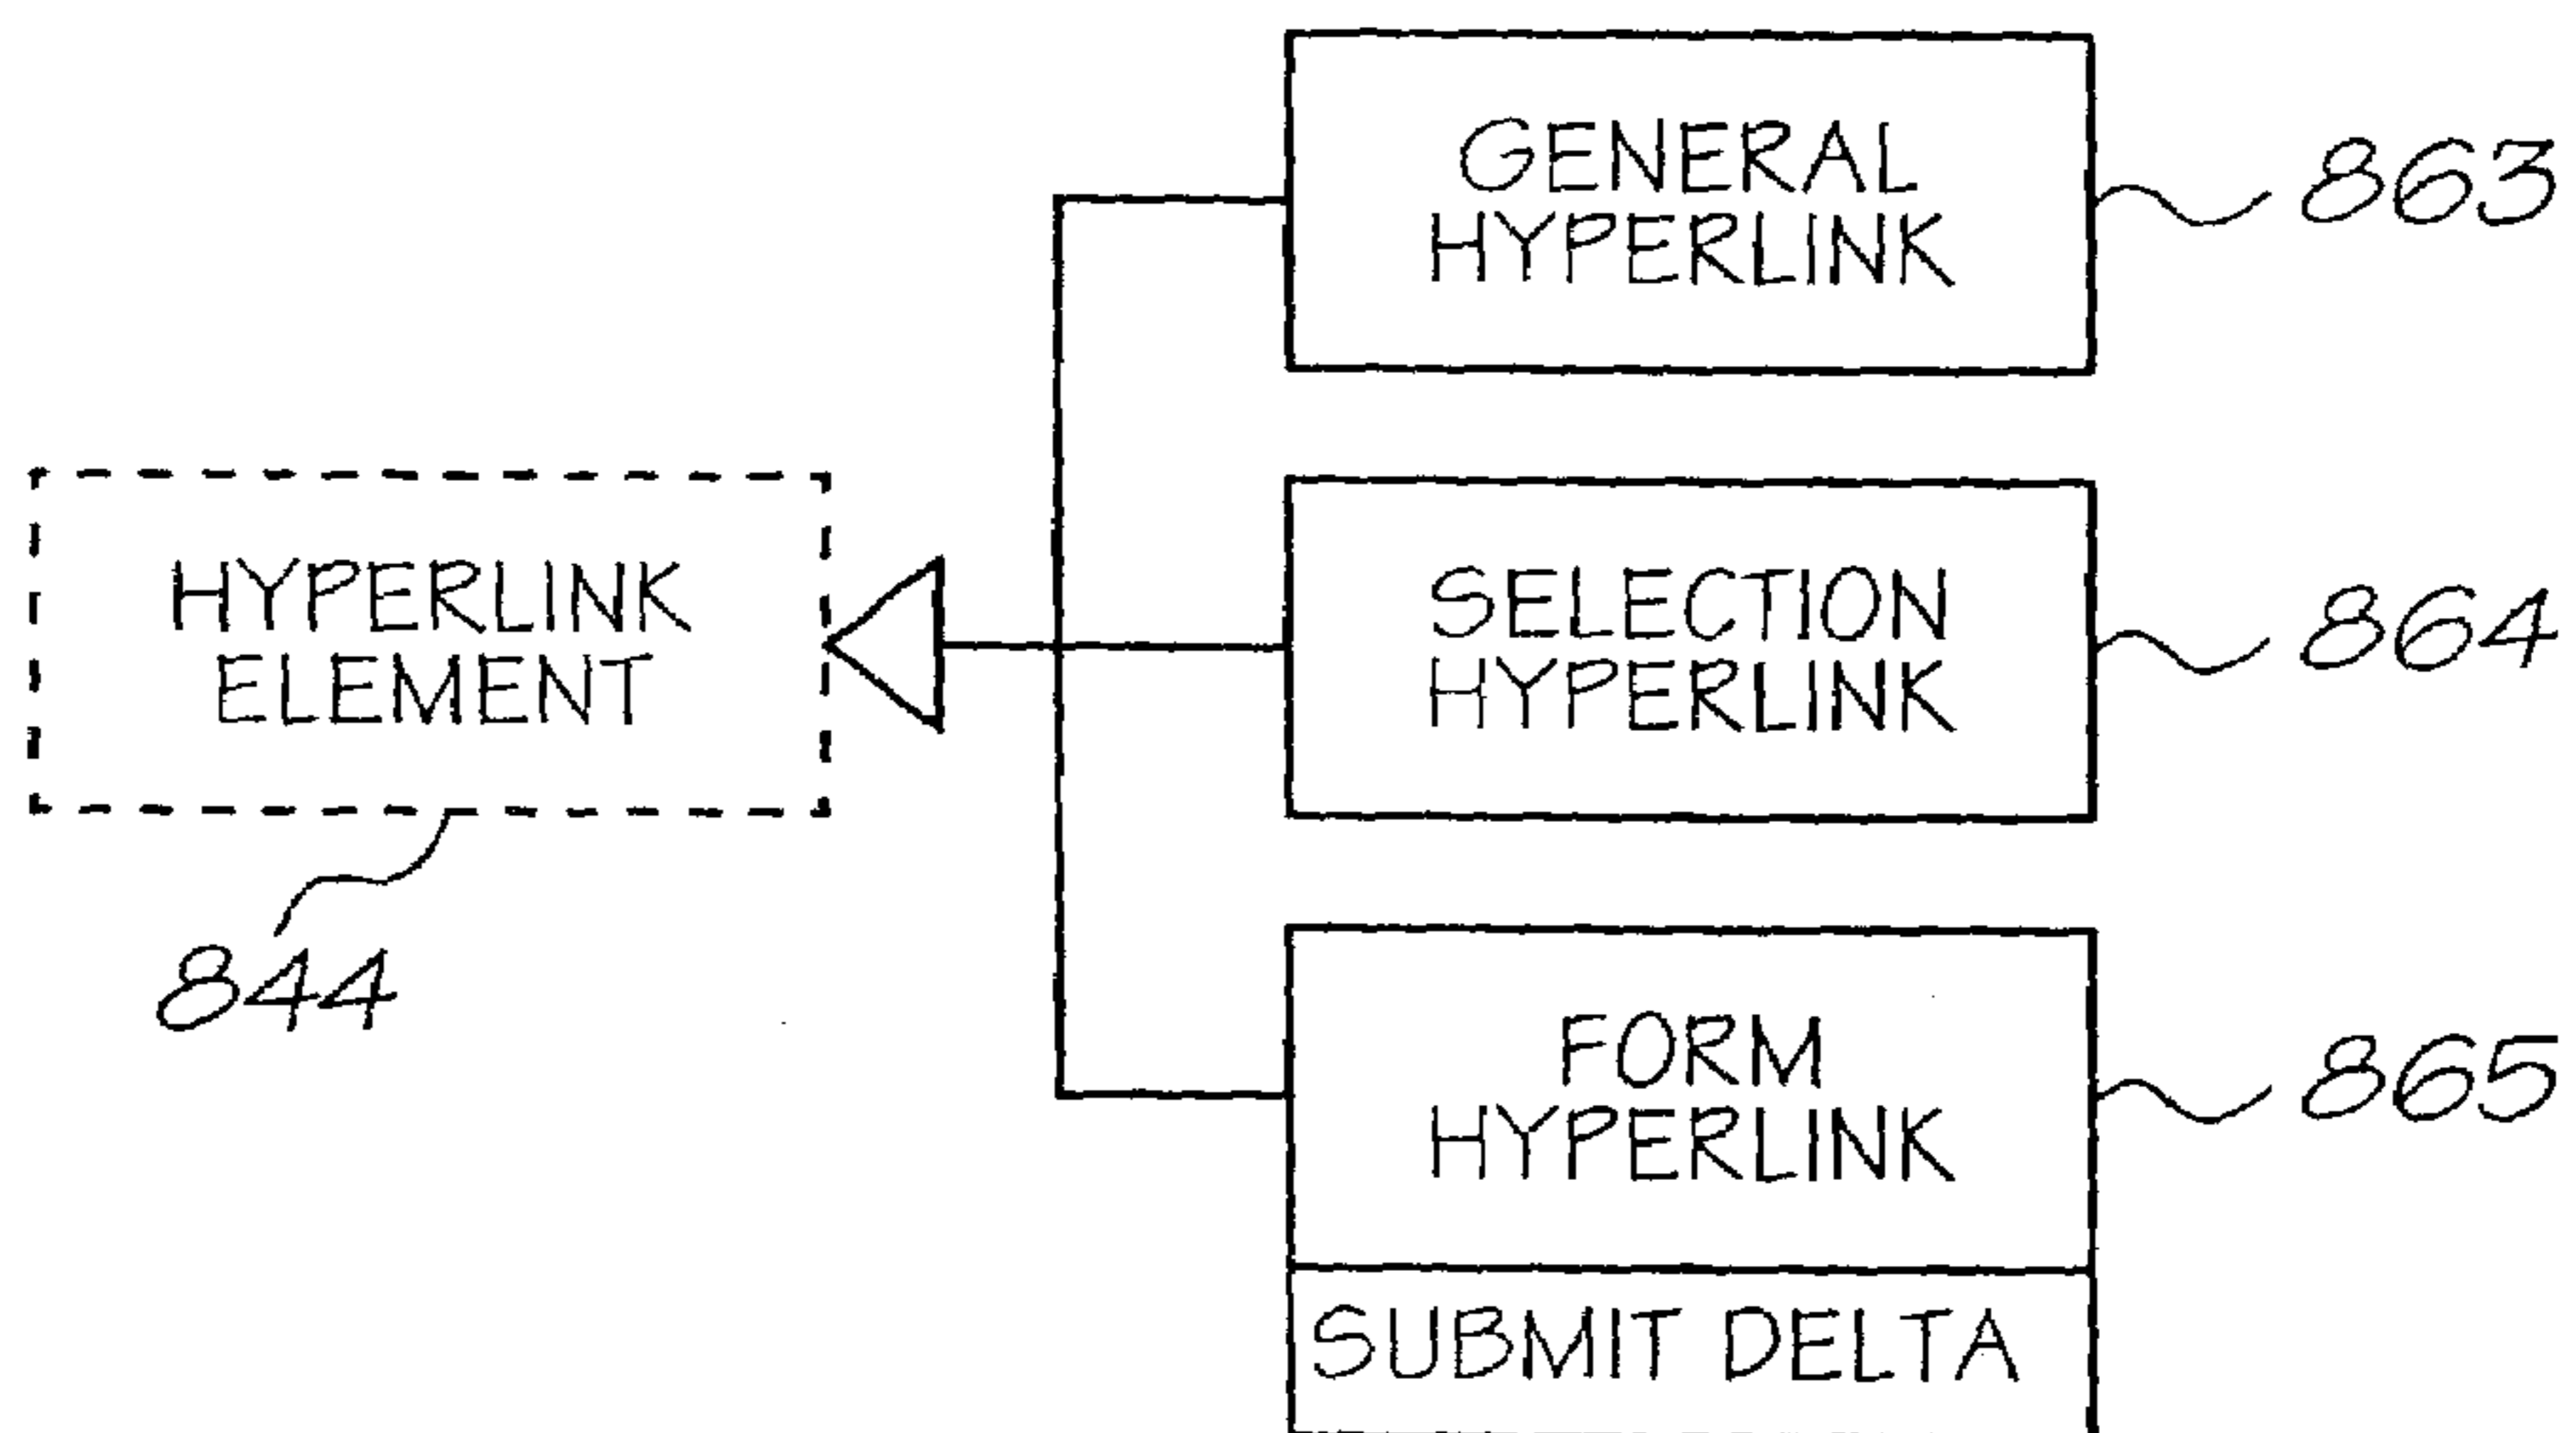 GENERAL
HYPERLINK
863
HYPERLINK
ELEMENT
844
SELECTION
HYPERLINK
864
FORM
HYPERLINK
865
SUBMIT DELTA